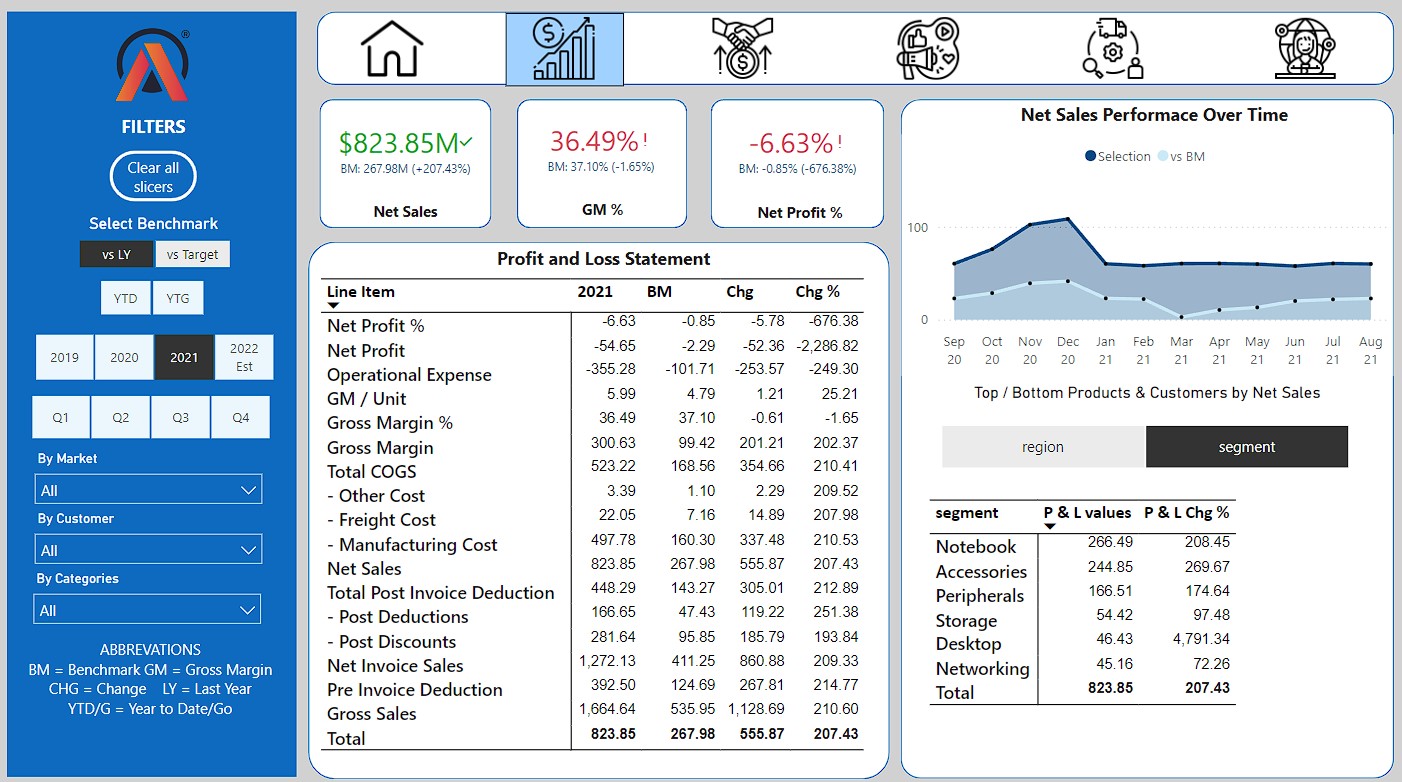 ®
FILTERS
Clear all
slicers
Select Benchmark
vs LY
vs Target
YTD
YTG
2019
2020
2021
2022
Est
Q1
Q2
Q3
Q4
By Market
All
By Customer
All
By Categories
All
ABBREVATIONS
BM = Benchmark GM = Gross Margin
CHG = Change LY = Last Year
YTD/G = Year to Date/Go
$823.85M✓
BM: 267.98M (+207.43%)
Net Sales
36.49%!
BM: 37.10% (-1.65%)
GM %
-6.63%!
BM: -0.85% (-676.38%)
Net Profit %
Profit and Loss Statement
Line Item 2021 BM Chg Chg %
Net Profit % -6.63 -0.85 -5.78 -676.38
Net Profit -54.65 -2.29 -52.36 -2,286.82
Operational Expense -355.28 -101.71 -253.57 -249.30
GM / Unit 5.99 4.79 1.21 25.21
Gross Margin % 36.49 37.10 -0.61 -1.65
Gross Margin 300.63 99.42 201.21 202.37
Total COGS 523.22 168.56 354.66 210.41
- Other Cost 3.39 1.10 2.29 209.52
- Freight Cost 22.05 7.16 14.89 207.98
- Manufacturing Cost 497.78 160.30 337.48 210.53
Net Sales 823.85 267.98 555.87 207.43
Total Post Invoice Deduction 448.29 143.27 305.01 212.89
- Post Deductions 166.65 47.43 119.22 251.38
- Post Discounts 281.64 95.85 185.79 193.84
Net Invoice Sales 1,272.13 411.25 860.88 209.33
Pre Invoice Deduction 392.50 124.69 267.81 214.77
Gross Sales 1,664.64 535.95 1,128.69 210.60
Total 823.85 267.98 555.87 207.43
Net Sales Performace Over Time
Selection vs BM
100
0
Sep Oct Nov Dec Jan Feb Mar Apr May Jun Jul Aug
20 20 20 20 21 21 21 21 21 21 21 21
Top / Bottom Products & Customers by Net Sales
region
segment
segment P & L values P & L Chg %
Notebook 266.49 208.45
Accessories 244.85 269.67
Peripherals 166.51 174.64
Storage 54.42 97.48
Desktop 46.43 4,791.34
Networking 45.16 72.26
Total 823.85 207.43